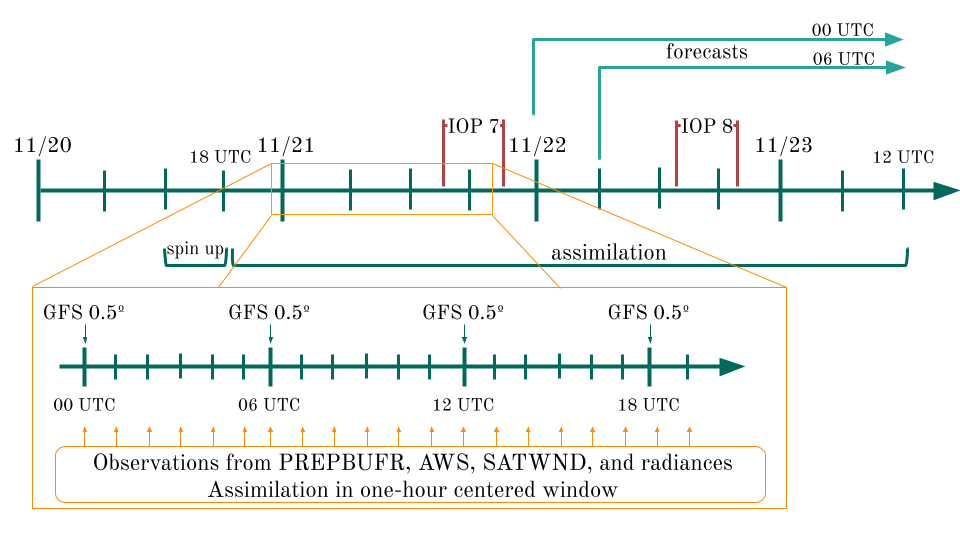 00 UTC
forecasts
06 UTC
IOP 7
IOP 8
11/20
11/21
11/22
11/23
18 UTC
12 UTC
spin up
assimilation
GFS 0.5º
GFS 0.5º
GFS 0.5º
GFS 0.5º
00 UTC
06 UTC
12 UTC
18 UTC
Observations from PREPBUFR, AWS, SATWND, and radiances
Assimilation in one-hour centered window